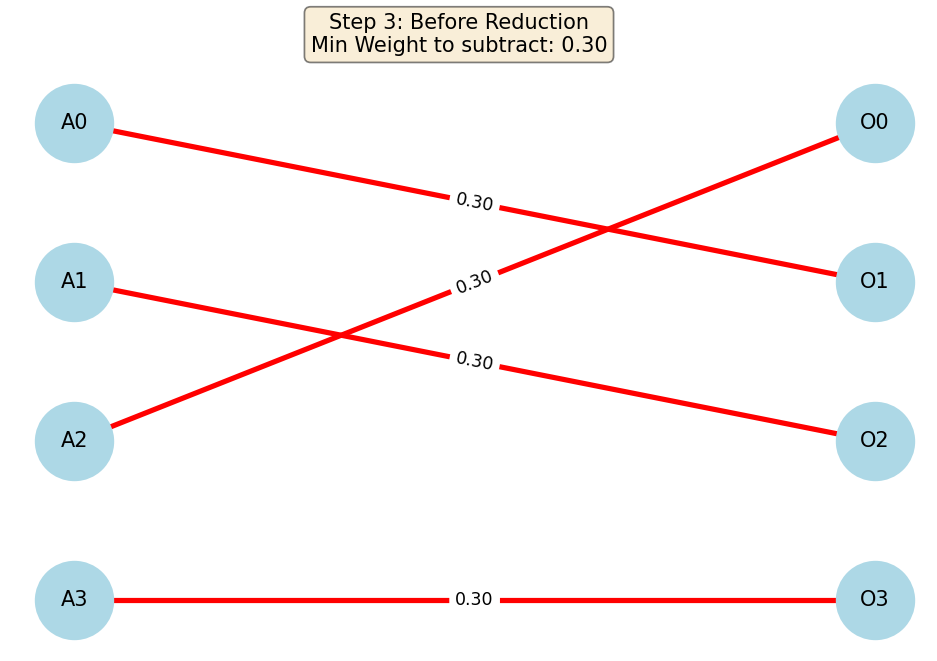 Step 3: Before Reduction
Min Weight to subtract: 0.30
A0
O0
0.30
0.30
A1
O1
0.30
A2
O2
A3
0.30
O3